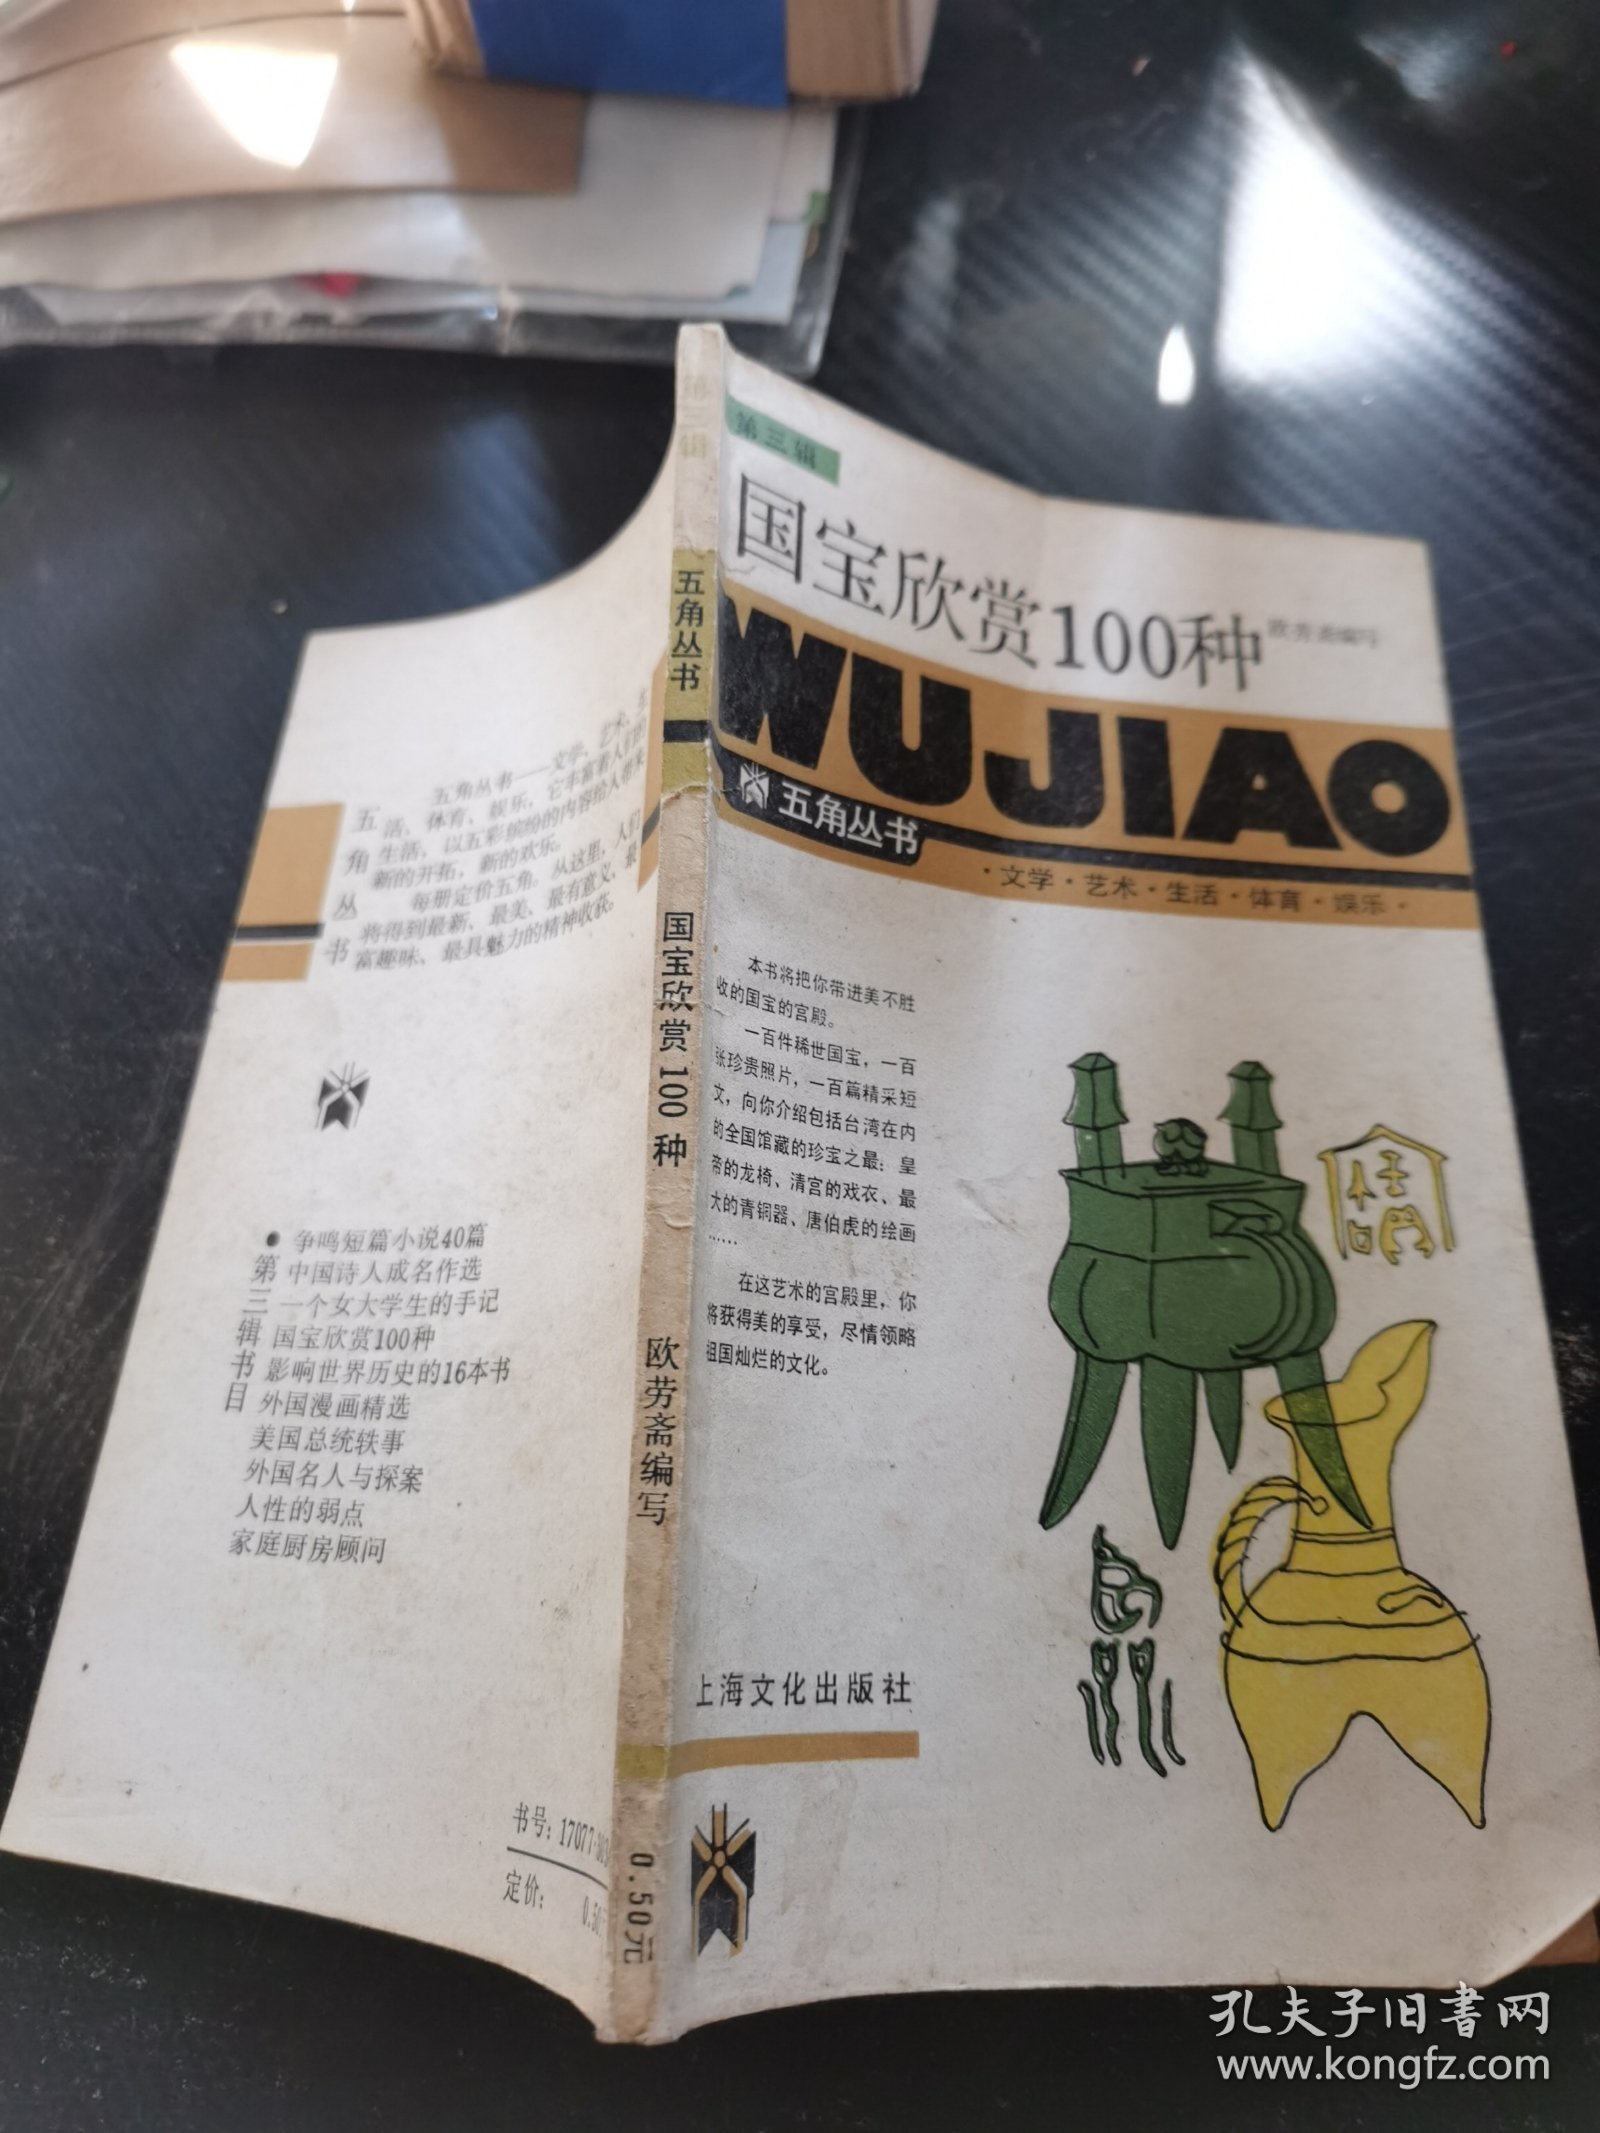 第三辑
国宝欣赏100种
欧劳斋编写
WUJIAO
五角丛书
·文学·艺术·生活·体育·娱乐·
本书将把你带进美不胜
收的国宝的宫殿。
一百件稀世国宝，一百
张珍贵照片，一百篇精采短
文，向你介绍包括台湾在内
的全国馆藏的珍宝之最：皇
帝的龙椅、清宫的戏衣、最
大的青铜器、唐伯虎的绘画
……
在这艺术的宫殿里，你
将获得美的享受，尽情领略
祖国灿烂的文化。
上海文化出版社
第三辑
五角丛书
国宝欣赏100种
欧劳斋编写
0.50元
五角丛书
五角丛书——文学、艺术、生
活、体育、娱乐，它丰富着人们的
生活，以五彩缤纷的内容给人带来
新的开拓，新的欢乐。
每册定价五角。从这里，人们
将得到最新、最美、最有意义、最
富趣味、最具魅力的精神收获。
●第三辑书目
争鸣短篇小说40篇
中国诗人成名作选
一个女大学生的手记
国宝欣赏100种
影响世界历史的16本书
外国漫画精选
美国总统轶事
外国名人与探案
人性的弱点
家庭厨房顾问
书号：17077·
定价：0.50
孔夫子旧书网
www.kongfz.com